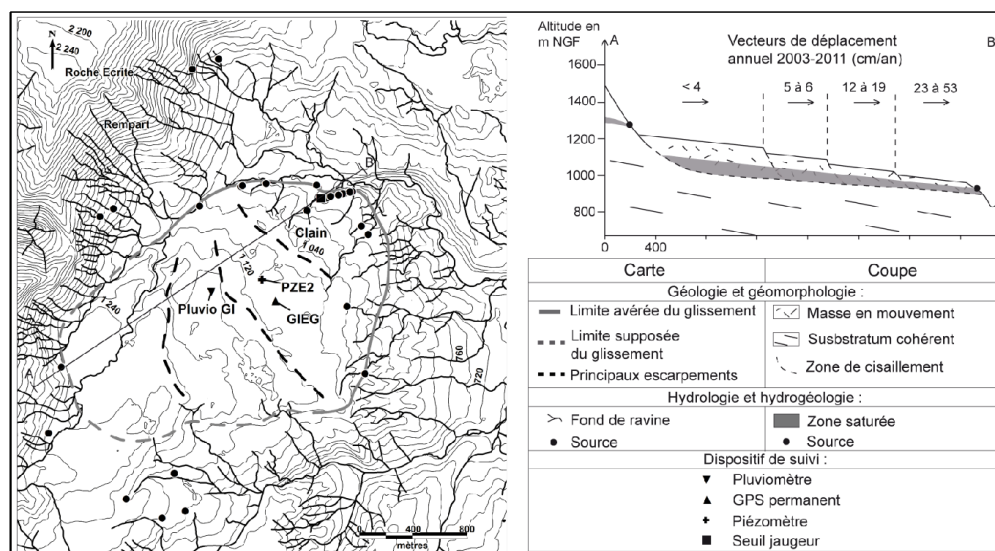 2 200
2 240
N
Roche Ecrite
Rempart
B
Clain
1 040
1 120
PZE2
Pluvio GI
GIEG
1 240
A
760
720
0 400 800
mètres
Altitude en
m NGF
A
B
Vecteurs de déplacement
annuel 2003-2011 (cm/an)
< 4
5 à 6
12 à 19
23 à 53
1600
1400
1200
1000
800
0
400
Carte
Coupe
Géologie et géomorphologie :
Limite avérée du glissement
Limite supposée
du glissement
Principaux escarpements
Masse en mouvement
Susbstratum cohérent
Zone de cisaillement
Hydrologie et hydrogéologie :
Fond de ravine
Source
Zone saturée
Source
Dispositif de suivi :
Pluviomètre
GPS permanent
Piézomètre
Seuil jaugeur